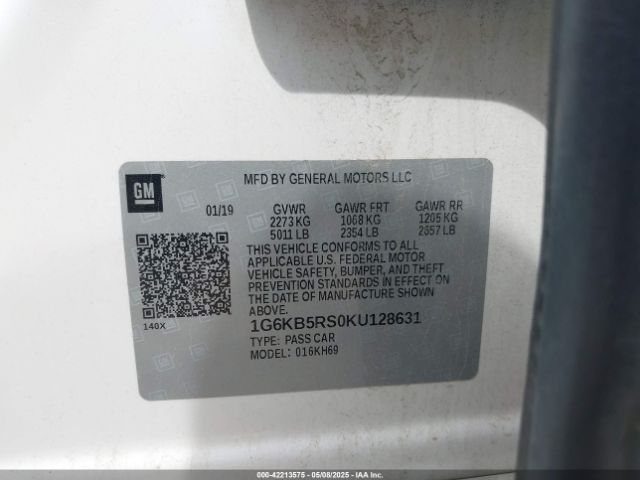 GM
MFD BY GENERAL MOTORS LLC
01/19 GVWR GAWR FRT GAWR RR
2273 KG 1068 KG 1205 KG
5011 LB 2354 LB 2357 LB
THIS VEHICLE CONFORMS TO ALL
APPLICABLE U.S. FEDERAL MOTOR
VEHICLE SAFETY, BUMPER, AND THEFT
PREVENTION STANDARDS IN EFFECT ON
THE DATE OF MANUFACTURE SHOWN
ABOVE.
140X
1G6KB5RS0KU128631
TYPE: PASS CAR
MODEL: 016KH69
000-42213575 - 05/08/2025 - IAA Inc.